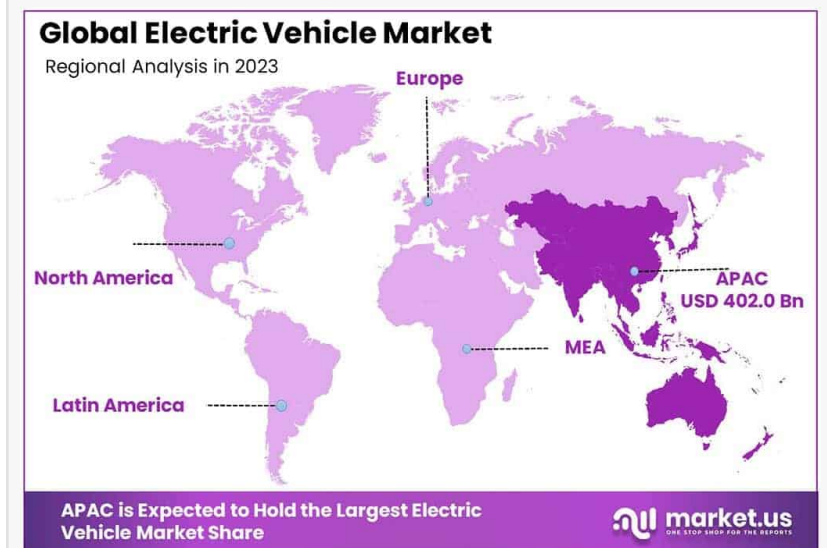 Global Electric Vehicle Market
Regional Analysis in 2023
Europe
North America
APAC
USD 402.0 Bn
MEA
Latin America
APAC is Expected to Hold the Largest Electric
Vehicle Market Share
market.us
ONE STOP SHOP FOR THE REPORTS